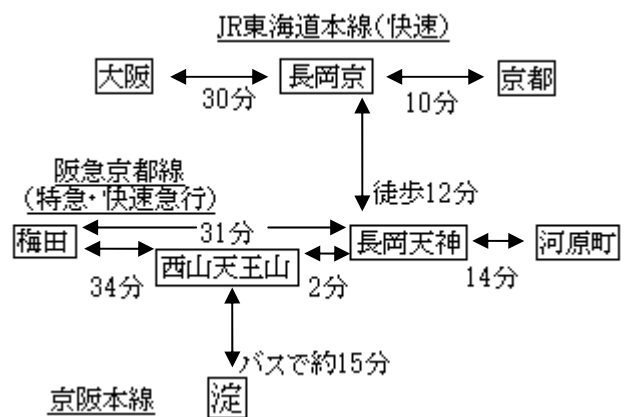 JR東海道本線(快速)
大阪 長岡京 京都
30分 10分
阪急京都線
(特急・快速急行)
徒歩12分
梅田 31分 長岡天神 河原町
34分 西山天王山 2分 14分
バスで約15分
京阪本線 淀